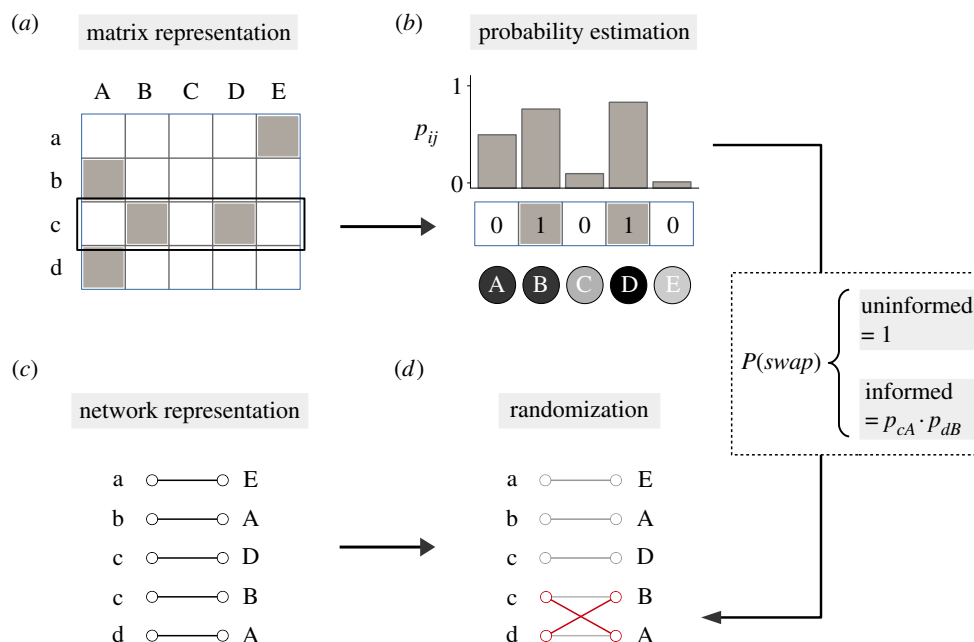 (a)
matrix representation
A B C D E
a
b
c
d
(b)
probability estimation
1
p_ij
0
0 1 0 1 0
A B C D E
P(swap)
uninformed
= 1
informed
= p_cA · p_dB
(c)
network representation
a E
b A
c D
c B
d A
(d)
randomization
a E
b A
c D
c B
d A